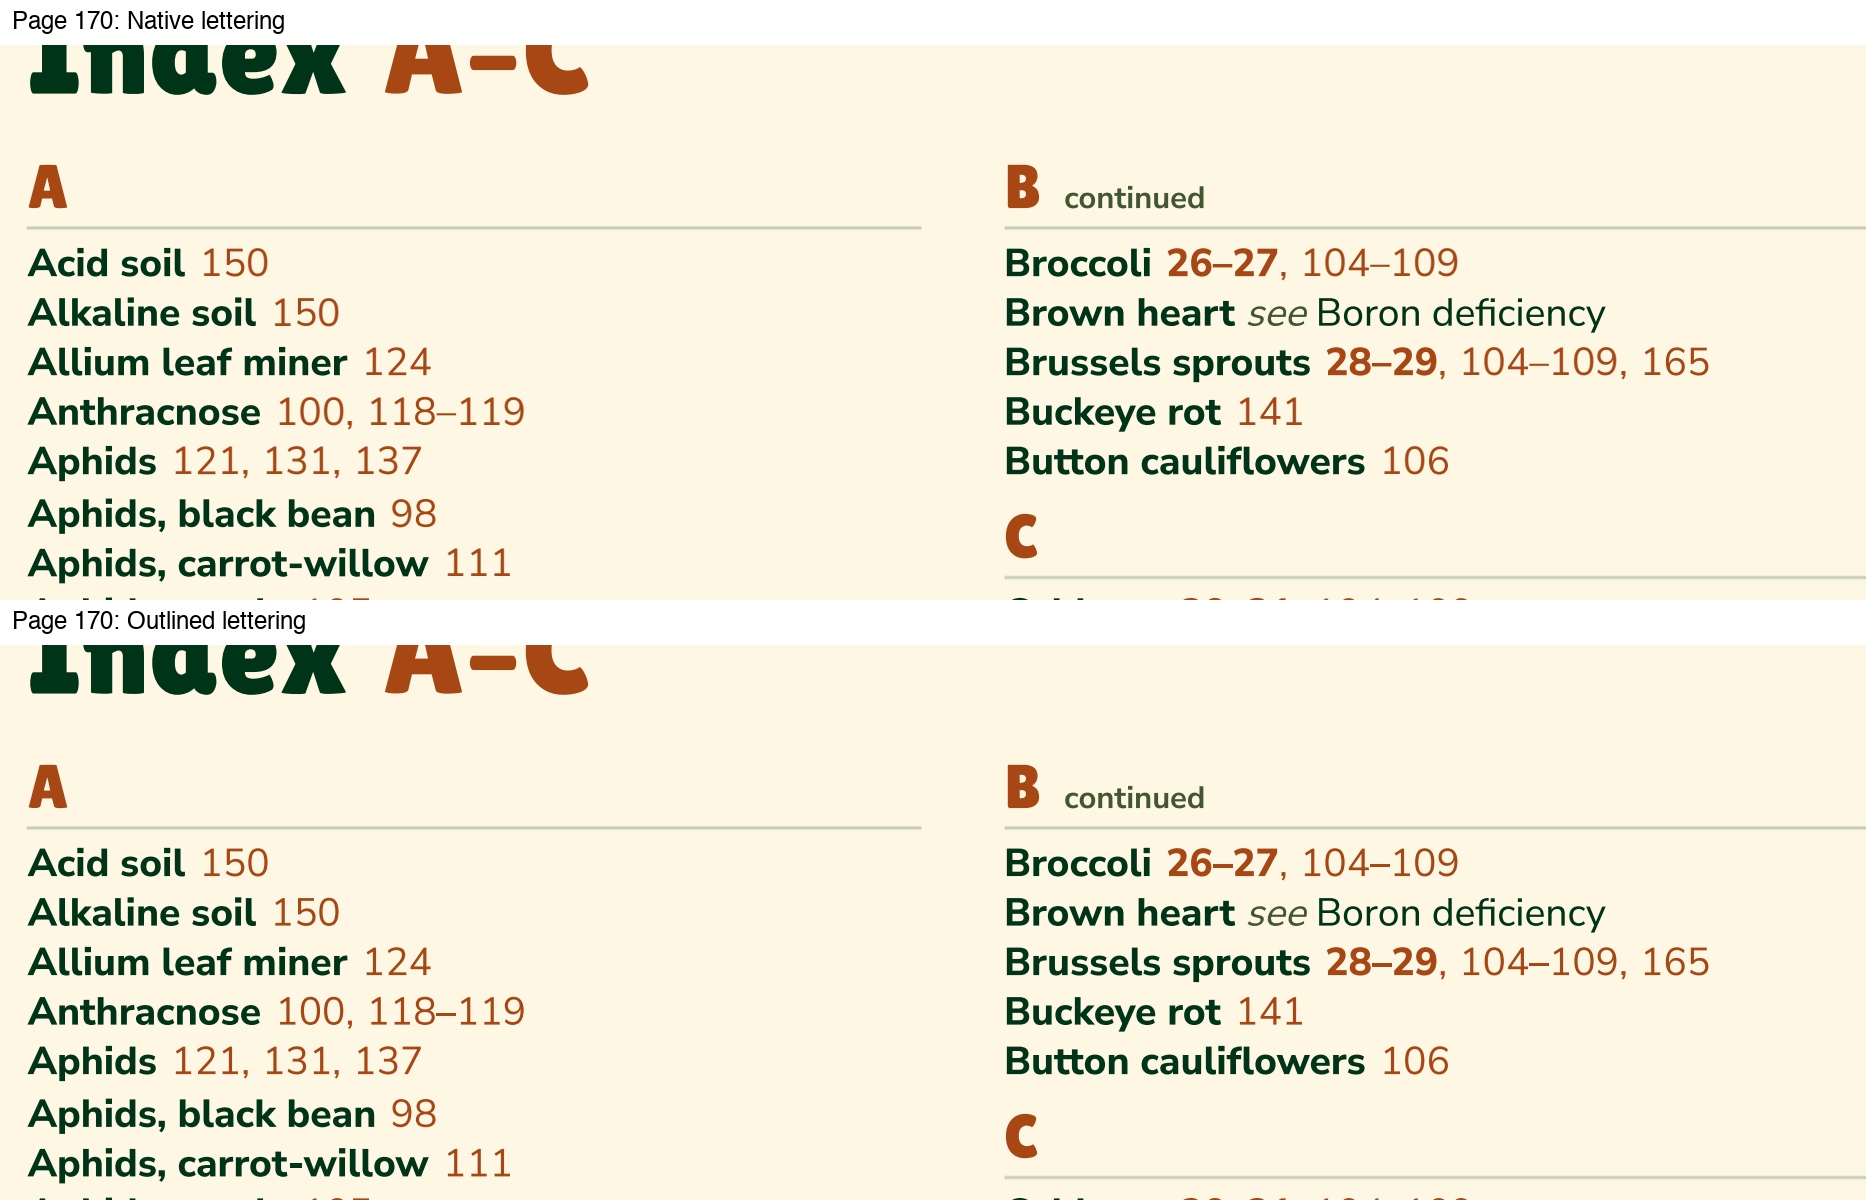 Page 170: Native lettering
Index A–C
A
Acid soil 150
Alkaline soil 150
Allium leaf miner 124
Anthracnose 100, 118–119
Aphids 121, 131, 137
Aphids, black bean 98
Aphids, carrot-willow 111
B continued
Broccoli 26–27, 104–109
Brown heart see Boron deficiency
Brussels sprouts 28–29, 104–109, 165
Buckeye rot 141
Button cauliflowers 106
C
Page 170: Outlined lettering
Index A–C
A
Acid soil 150
Alkaline soil 150
Allium leaf miner 124
Anthracnose 100, 118–119
Aphids 121, 131, 137
Aphids, black bean 98
Aphids, carrot-willow 111
B continued
Broccoli 26–27, 104–109
Brown heart see Boron deficiency
Brussels sprouts 28–29, 104–109, 165
Buckeye rot 141
Button cauliflowers 106
C